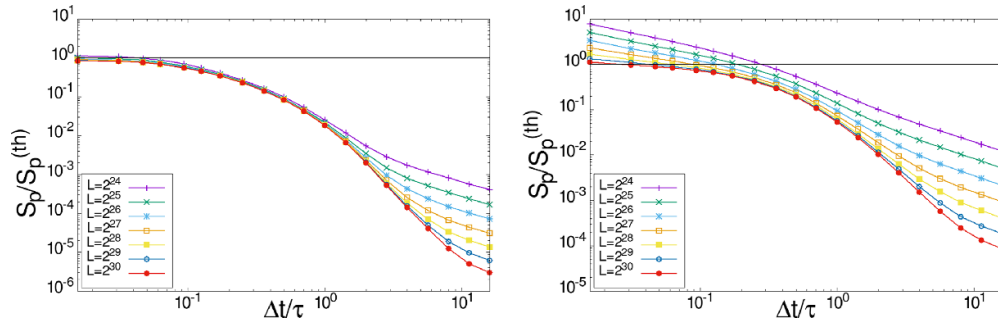 10^1
10^0
10^-1
10^-2
10^-3
10^-4
10^-5
10^-6
S_p/S_p^(th)
L=2^24
L=2^25
L=2^26
L=2^27
L=2^28
L=2^29
L=2^30
10^-1
10^0
10^1
Δt/τ
10^1
10^0
10^-1
10^-2
10^-3
10^-4
10^-5
S_p/S_p^(th)
L=2^24
L=2^25
L=2^26
L=2^27
L=2^28
L=2^29
L=2^30
10^-1
10^0
10^1
Δt/τ